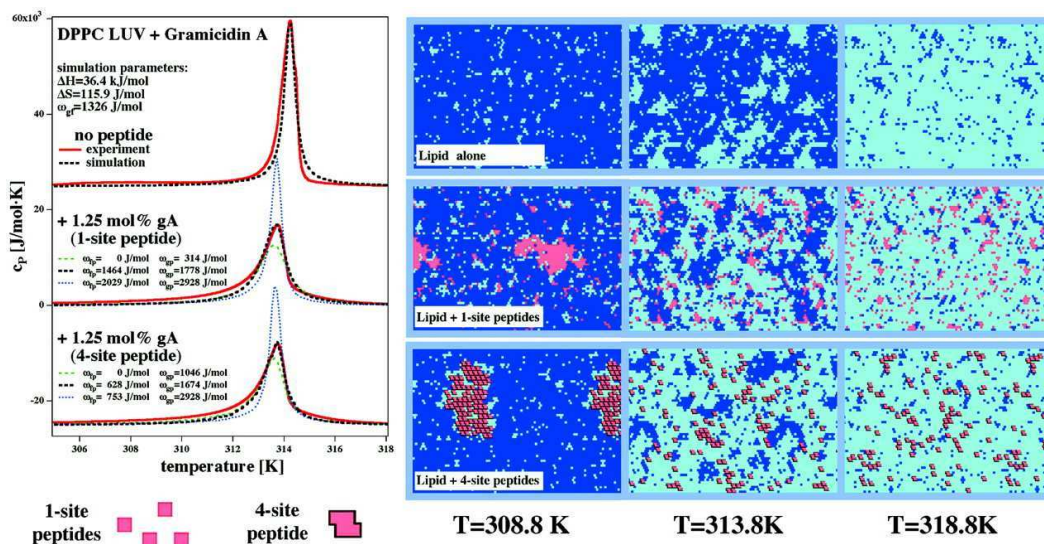 60x10³
DPPC LUV + Gramicidin A
simulation parameters:
ΔH=36.4 kJ/mol
ΔS=115.9 J/mol
ω_gf=1326 J/mol
no peptide
experiment
simulation
40
20
+ 1.25 mol% gA
(1-site peptide)
ω_fp= 0 J/mol ω_gp= 314 J/mol
ω_fp=1464 J/mol ω_gp=1778 J/mol
ω_fp=2029 J/mol ω_gp=2928 J/mol
0
+ 1.25 mol% gA
(4-site peptide)
ω_fp= 0 J/mol ω_gp=1046 J/mol
ω_fp= 628 J/mol ω_gp=1674 J/mol
ω_fp= 753 J/mol ω_gp=2928 J/mol
-20
c_P [J/mol·K]
306 308 310 312 314 316 318
temperature [K]
Lipid alone
Lipid + 1-site peptides
Lipid + 4-site peptides
1-site
peptides
4-site
peptide
T=308.8 K T=313.8K T=318.8K